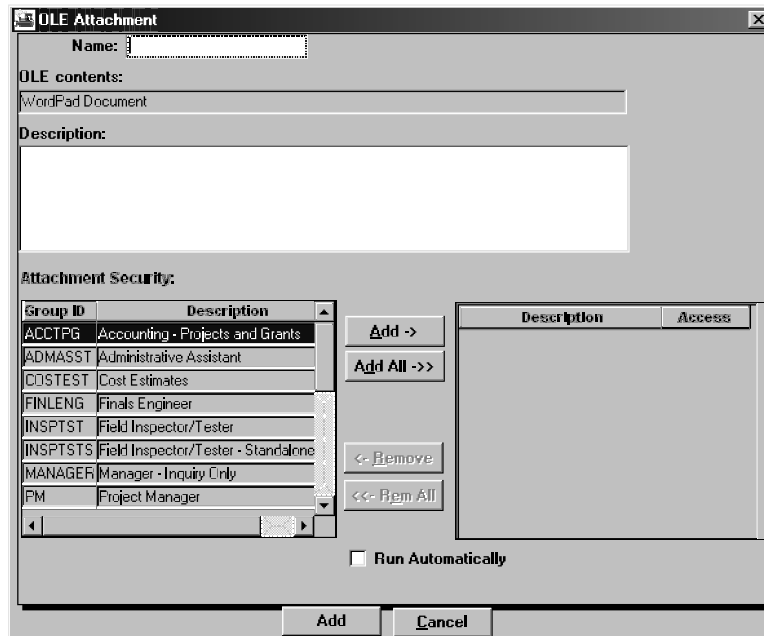 OLE Attachment
Name:
OLE contents:
WordPad Document
Description:
Attachment Security:
Group ID Description
ACCTPG Accounting - Projects and Grants
ADMASST Administrative Assistant
COSTEST Cost Estimates
FINLENG Finals Engineer
INSPTST Field Inspector/Tester
INSPTSTS Field Inspector/Tester - Standalone
MANAGER Manager - Inquiry Only
PM Project Manager
Add ->
Add All ->>
<- Remove
<<- Rem All
Description Access
Run Automatically
Add Cancel